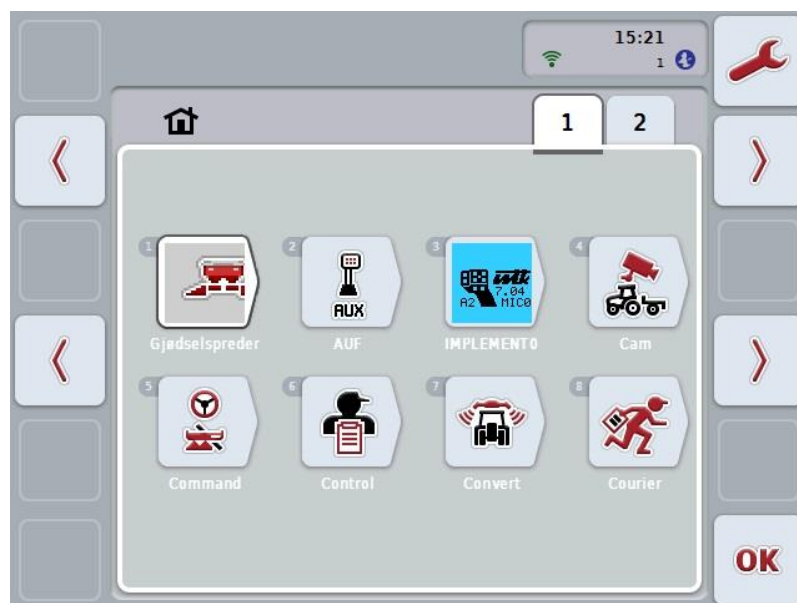 15:21
1
1 2
1 2 3 4
AUX
wtk
7.04
A2 MIC0
Gjødselspreder AUF IMPLEMENT0 Cam
5 6 7 8
Command Control Convert Courier
OK